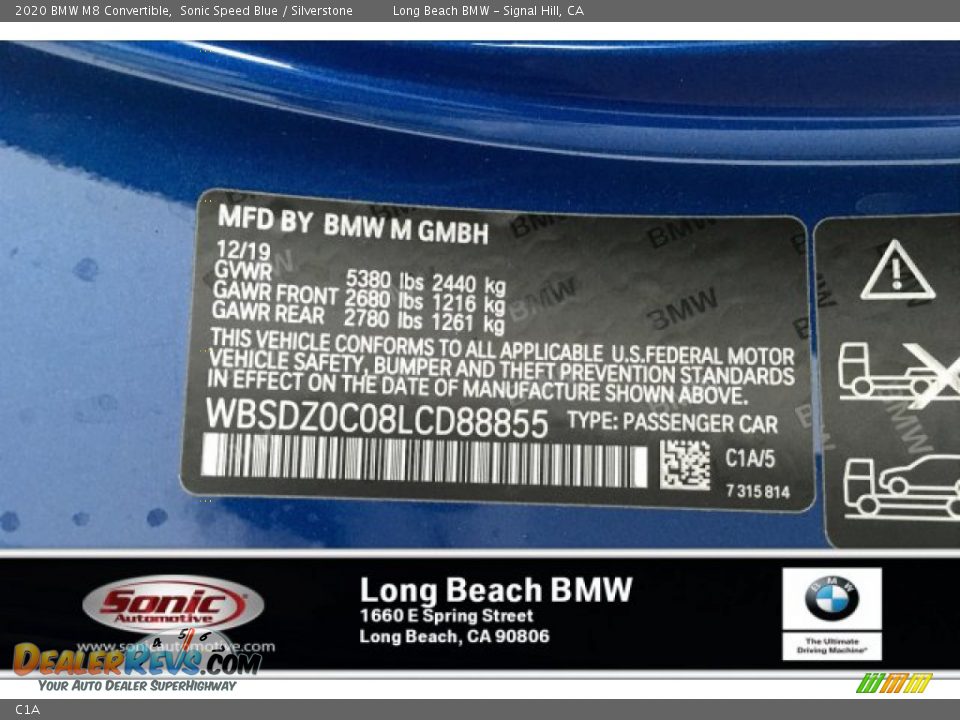 2020 BMW M8 Convertible, Sonic Speed Blue / Silverstone Long Beach BMW - Signal Hill, CA
MFD BY BMW M GMBH
12/19
GVWR 5380 lbs 2440 kg
GAWR FRONT 2680 lbs 1216 kg
GAWR REAR 2780 lbs 1261 kg
THIS VEHICLE CONFORMS TO ALL APPLICABLE U.S.FEDERAL MOTOR
VEHICLE SAFETY, BUMPER AND THEFT PREVENTION STANDARDS
IN EFFECT ON THE DATE OF MANUFACTURE SHOWN ABOVE.
WBSDZ0C08LCD88855 TYPE: PASSENGER CAR
C1A/5
7 315 814
Sonic
Automotive
www.sonicautomotive.com
Long Beach BMW
1660 E Spring Street
Long Beach, CA 90806
BMW
The Ultimate
Driving Machine®
4 5 6
DealerRevs.com
Your Auto Dealer SuperHighway
C1A